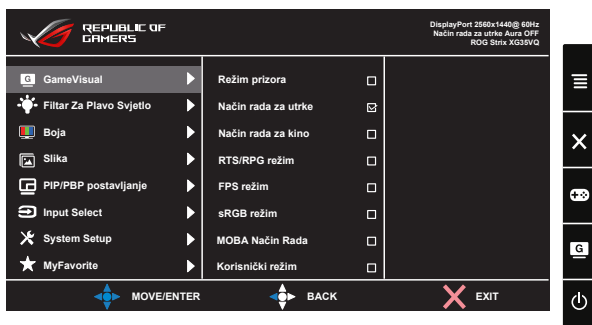 REPUBLIC OF
GAMERS
DisplayPort 2560x1440@ 60Hz
Način rada za utrke Aura OFF
ROG Strix XG35VQ
G GameVisual
Filtar Za Plavo Svjetlo
Boja
Slika
PIP/PBP postavljanje
Input Select
System Setup
MyFavorite
Režim prizora
Način rada za utrke
Način rada za kino
RTS/RPG režim
FPS režim
sRGB režim
MOBA Način Rada
Korisnički režim
MOVE/ENTER
BACK
EXIT
G